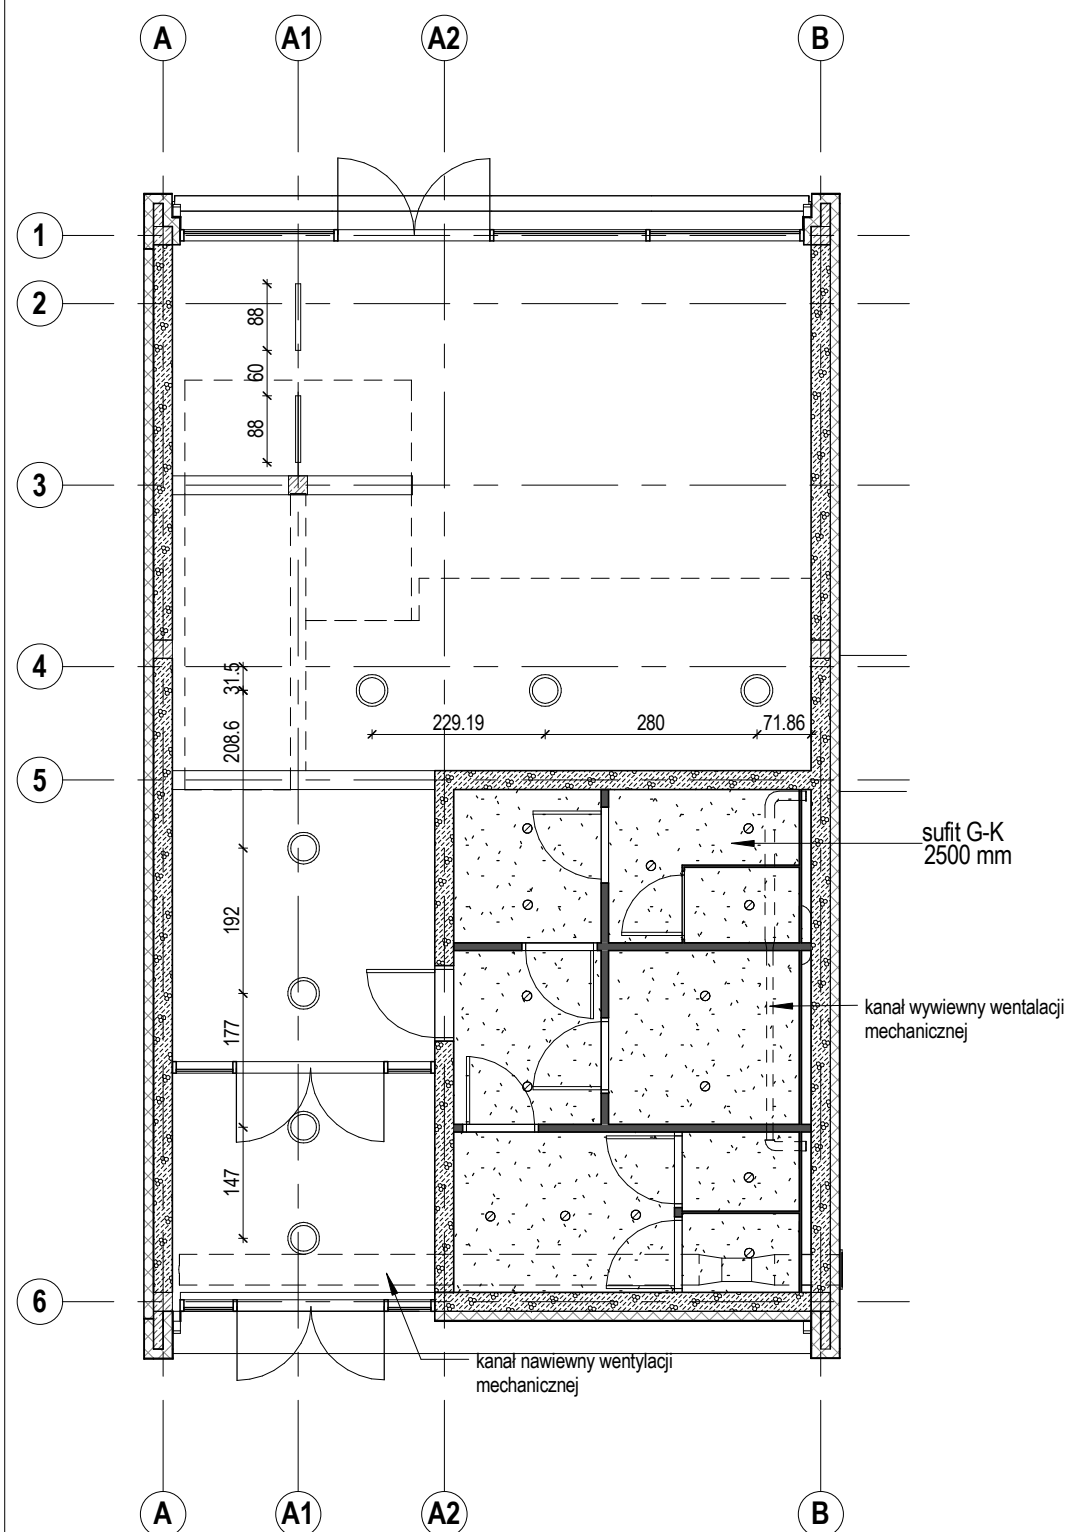 A A1 A2 B
1
2
88
60
88
3
4
31.5
208.6
229.19 280 71.86
5
sufit G-K
2500 mm
192
kanał wywiewny wentalacji
mechanicznej
177
147
6
kanał nawiewny wentylacji
mechanicznej
A A1 A2 B